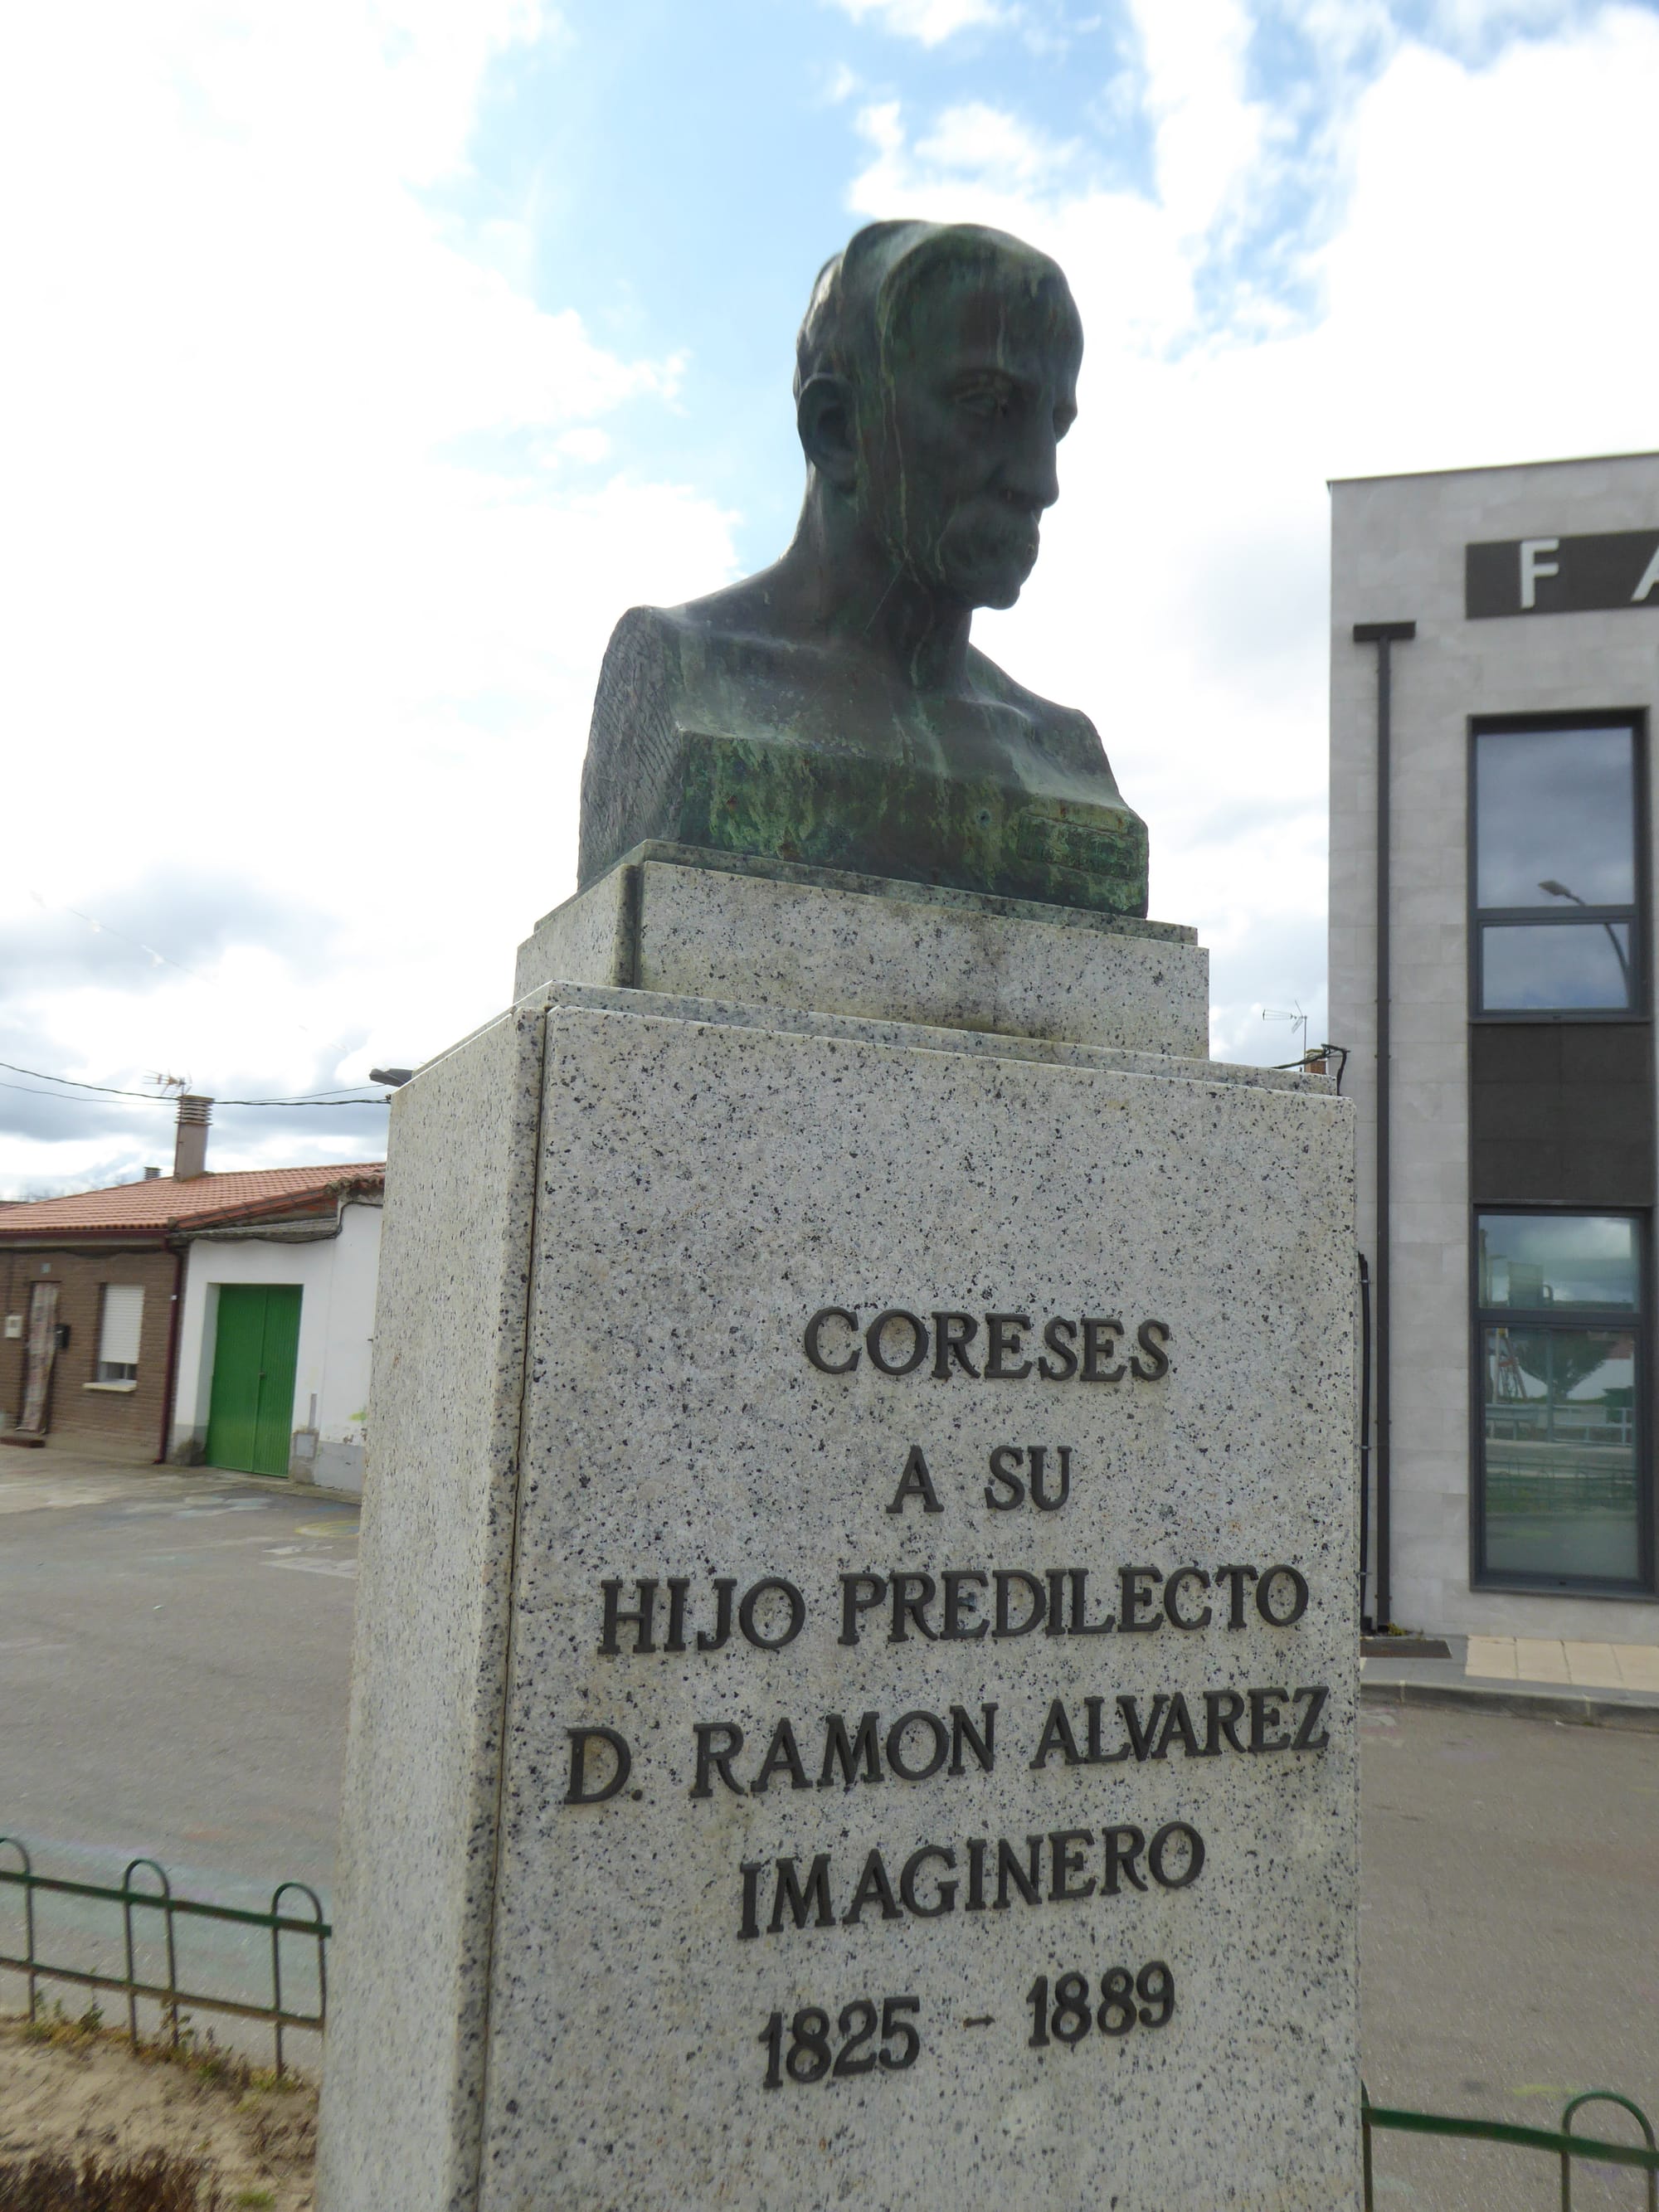 F A
CORESES
A SU
HIJO PREDILECTO
D. RAMON ALVAREZ
IMAGINERO
1825 - 1889